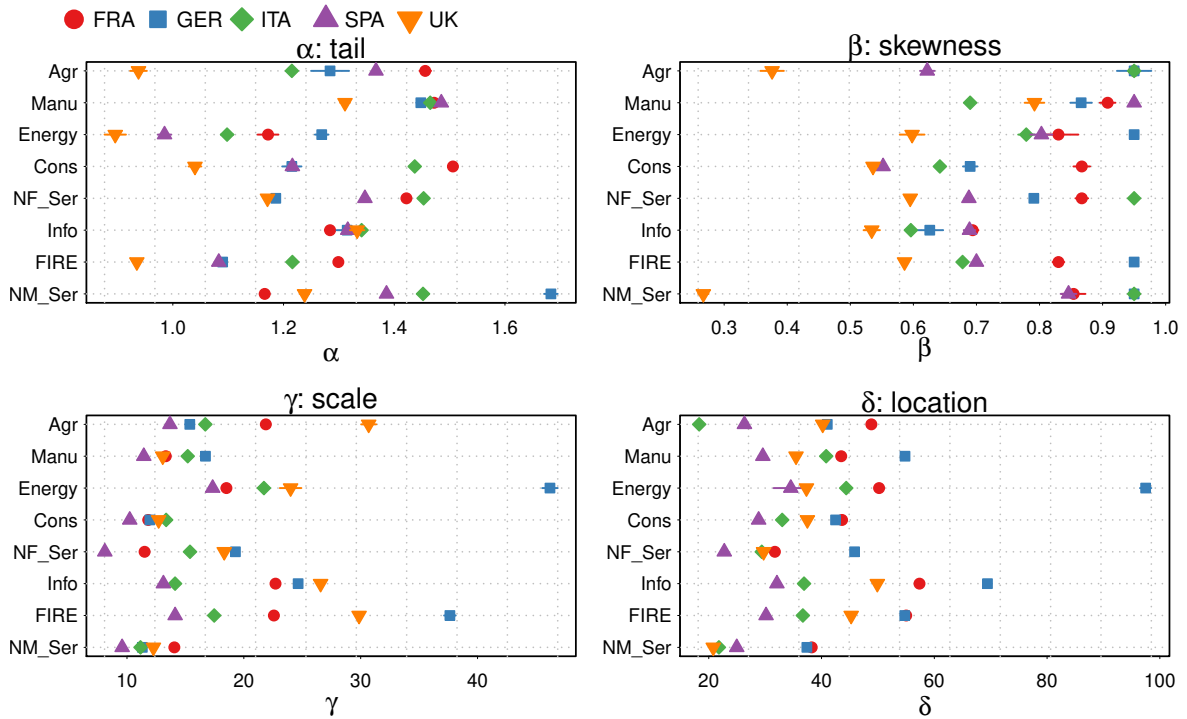 FRA GER ITA SPA UK
α: tail
Agr
Manu
Energy
Cons
NF_Ser
Info
FIRE
NM_Ser
1.0 1.2 1.4 1.6
α
β: skewness
Agr
Manu
Energy
Cons
NF_Ser
Info
FIRE
NM_Ser
0.3 0.4 0.5 0.6 0.7 0.8 0.9 1.0
β
γ: scale
Agr
Manu
Energy
Cons
NF_Ser
Info
FIRE
NM_Ser
10 20 30 40
γ
δ: location
Agr
Manu
Energy
Cons
NF_Ser
Info
FIRE
NM_Ser
20 40 60 80 100
δ